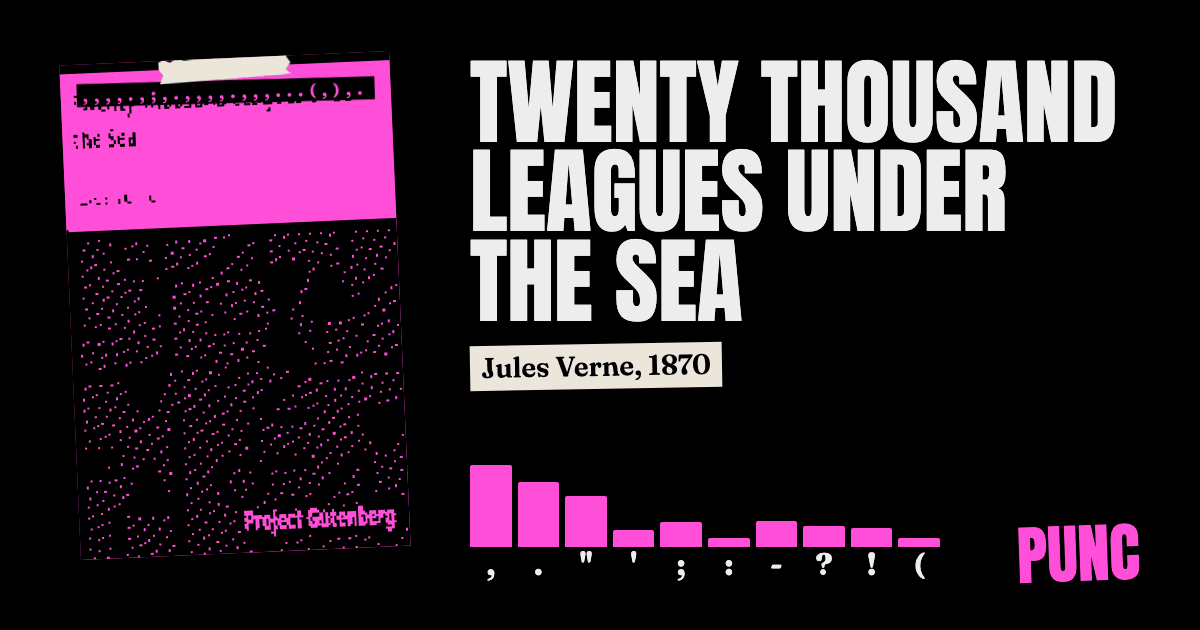 ,,,,.,;.,.,,,.,,,...(,),.
the Sea
Project Gutenberg
TWENTY THOUSAND
LEAGUES UNDER
THE SEA
Jules Verne, 1870
, . " ' ; : - ? ! (
PUNC